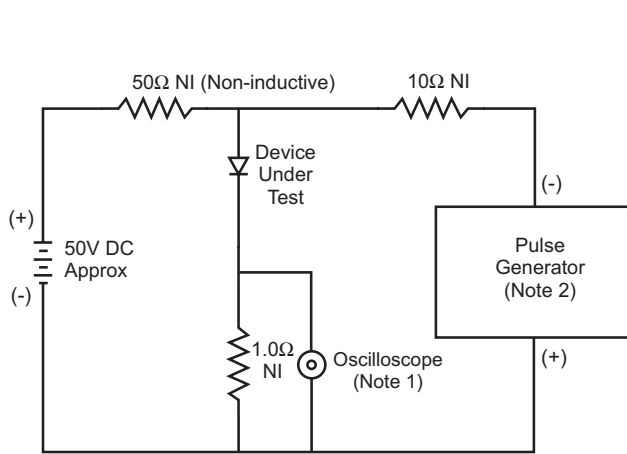 50Ω NI (Non-inductive)
10Ω NI
Device
Under
Test
(-)
(+)
50V DC
Approx
(-)
Pulse
Generator
(Note 2)
1.0Ω
NI
Oscilloscope
(Note 1)
(+)